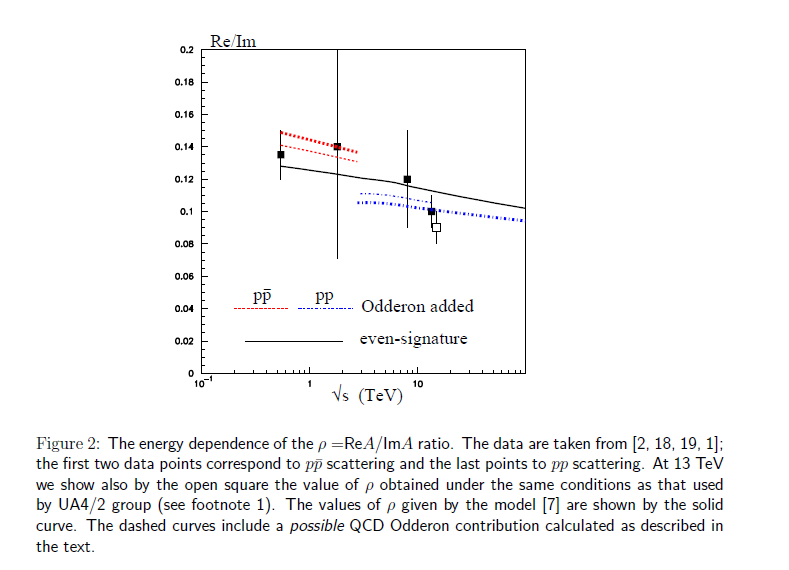 Re/Im
0.2
0.18
0.16
0.14
0.12
0.1
0.08
0.06
0.04
0.02
0
pp̄ pp
Odderon added
even-signature
10⁻¹ 1 10
√s (TeV)
Figure 2: The energy dependence of the ρ =ReA/ImA ratio. The data are taken from [2, 18, 19, 1];
the first two data points correspond to pp̄ scattering and the last points to pp scattering. At 13 TeV
we show also by the open square the value of ρ obtained under the same conditions as that used
by UA4/2 group (see footnote 1). The values of ρ given by the model [7] are shown by the solid
curve. The dashed curves include a possible QCD Odderon contribution calculated as described in
the text.